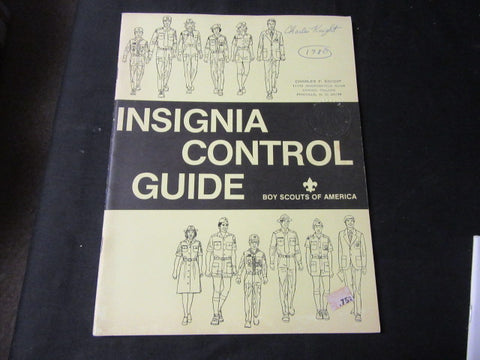 Charles Knight
1980
CHARLES F. KNIGHT
INSIGNIA
CONTROL
GUIDE
BOY SCOUTS OF AMERICA
.75